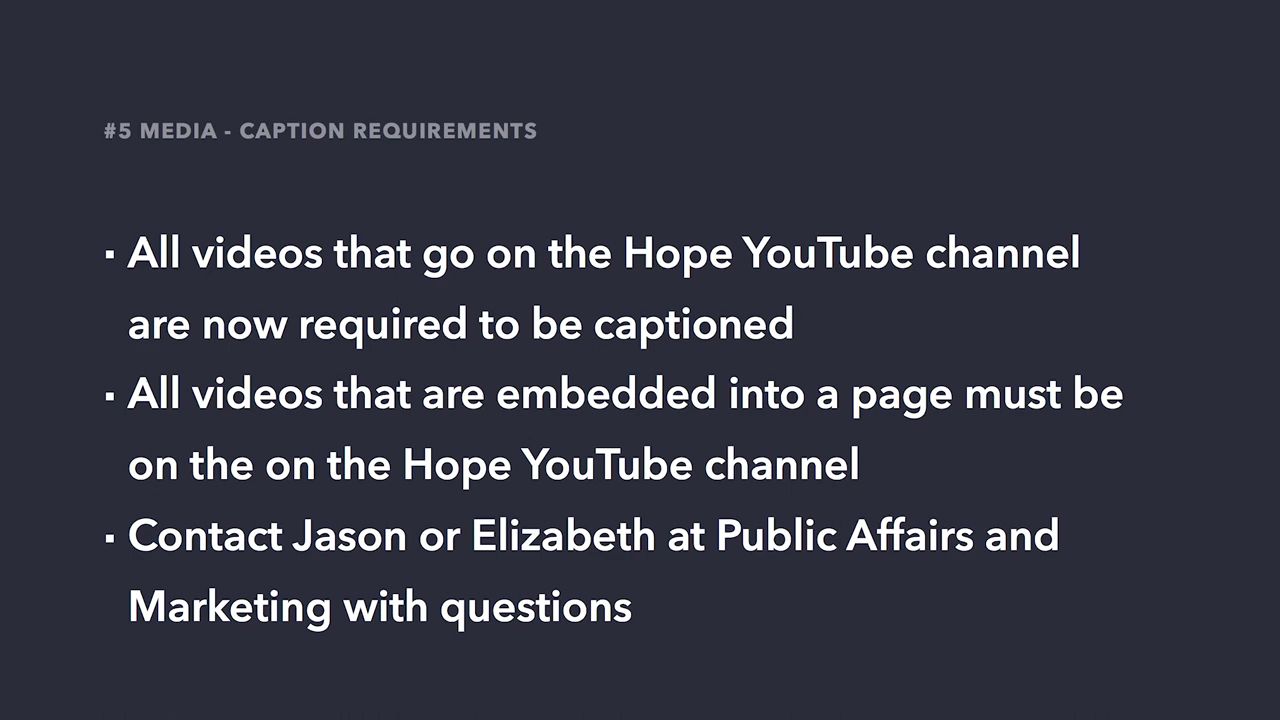 #5 MEDIA - CAPTION REQUIREMENTS
▪ All videos that go on the Hope YouTube channel
are now required to be captioned
▪ All videos that are embedded into a page must be
on the on the Hope YouTube channel
▪ Contact Jason or Elizabeth at Public Affairs and
Marketing with questions